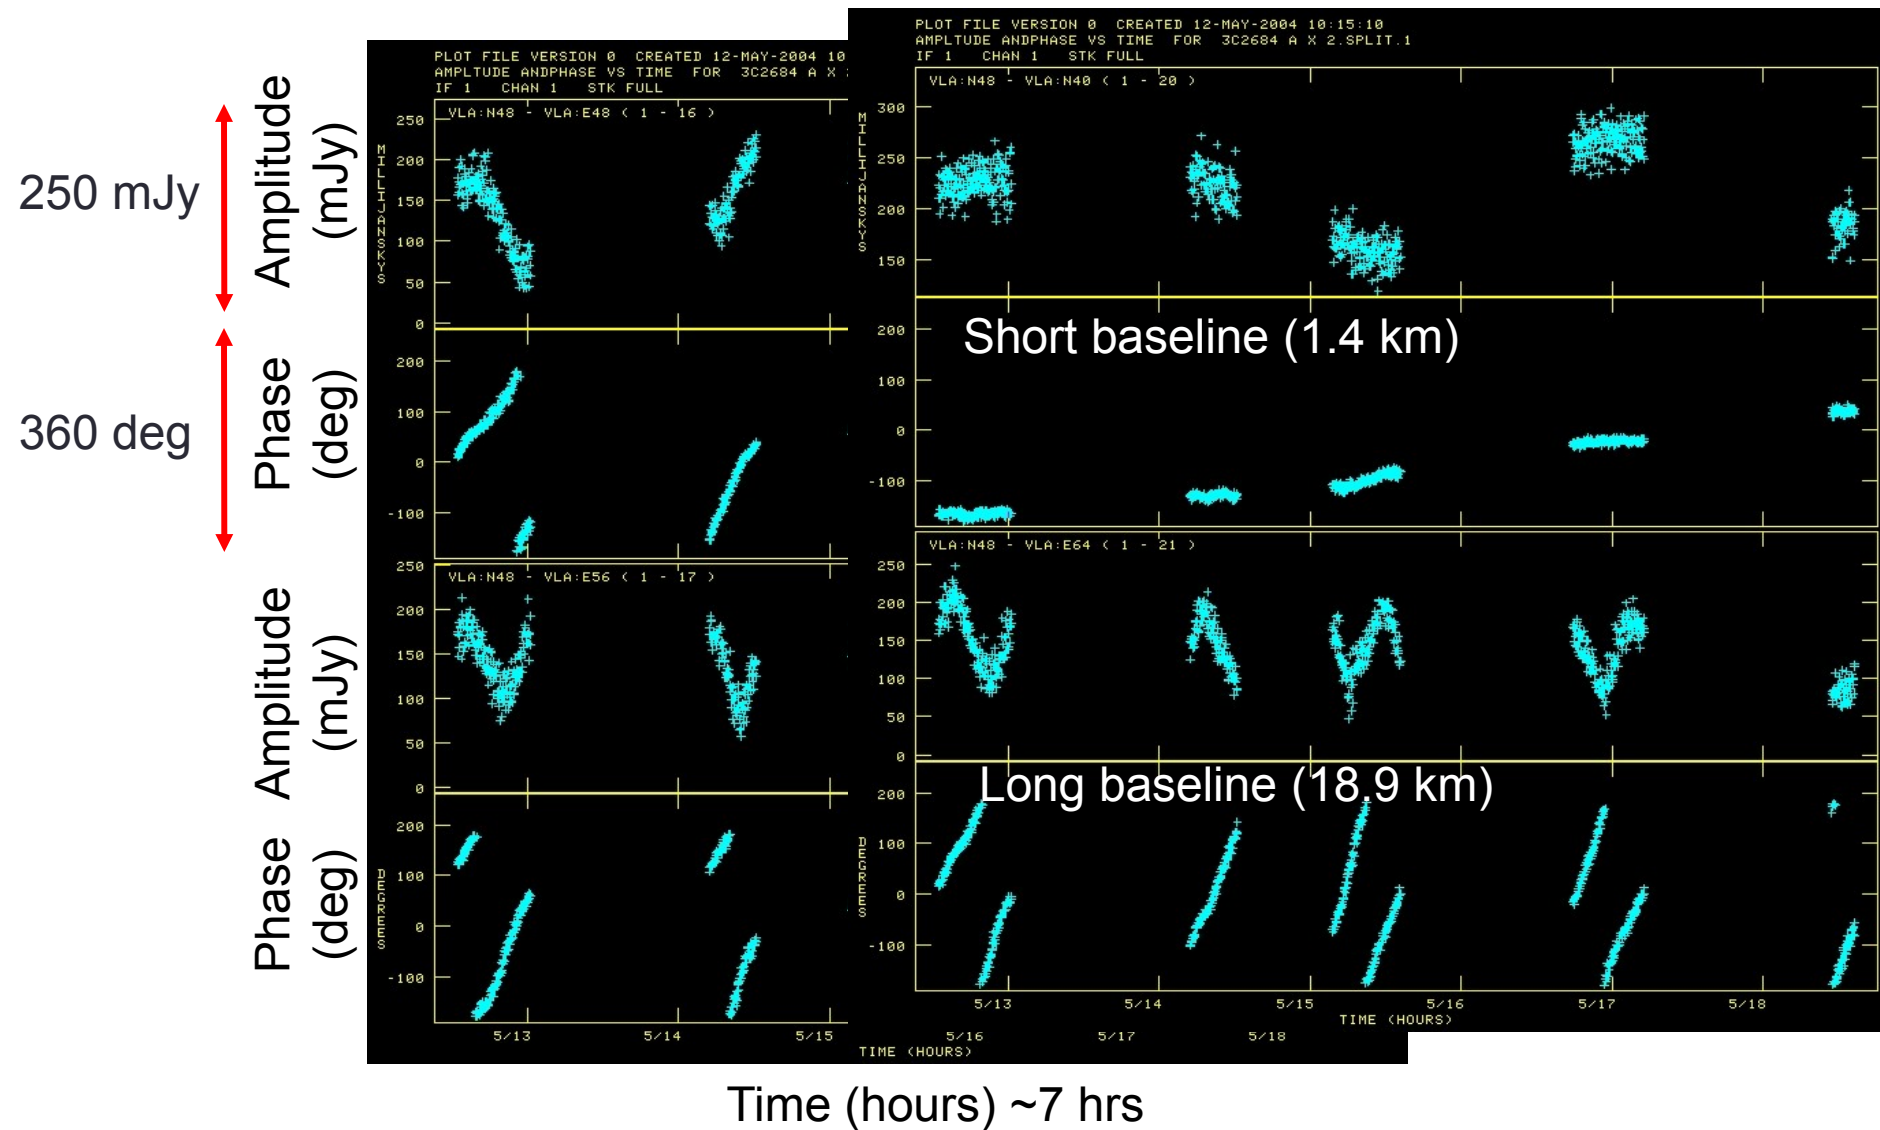 250 mJy
360 deg
Amplitude
(mJy)
Phase
(deg)
Amplitude
(mJy)
Phase
(deg)
PLOT FILE VERSION 0 CREATED 12-MAY-2004 10
AMPLTUDE ANDPHASE VS TIME FOR 3C2684 A X
IF 1 CHAN 1 STK FULL
VLA:N48 - VLA:E48 ( 1 - 16 )
MILLIJANSKYS
250
200
150
100
50
0
200
100
0
-100
VLA:N48 - VLA:E56 ( 1 - 17 )
250
200
150
100
50
0
DEGREES
200
100
0
-100
5/13 5/14 5/15
5/16 5/17 5/18
TIME (HOURS)
PLOT FILE VERSION 0 CREATED 12-MAY-2004 10:15:10
AMPLTUDE ANDPHASE VS TIME FOR 3C2684 A X 2.SPLIT.1
IF 1 CHAN 1 STK FULL
VLA:N48 - VLA:N40 ( 1 - 20 )
MILLIJANSKYS
300
250
200
150
Short baseline (1.4 km)
200
100
0
-100
VLA:N48 - VLA:E64 ( 1 - 21 )
250
200
150
100
50
0
Long baseline (18.9 km)
DEGREES
200
100
0
-100
5/13 5/14 5/15 5/16 5/17 5/18
TIME (HOURS)
Time (hours) ~7 hrs